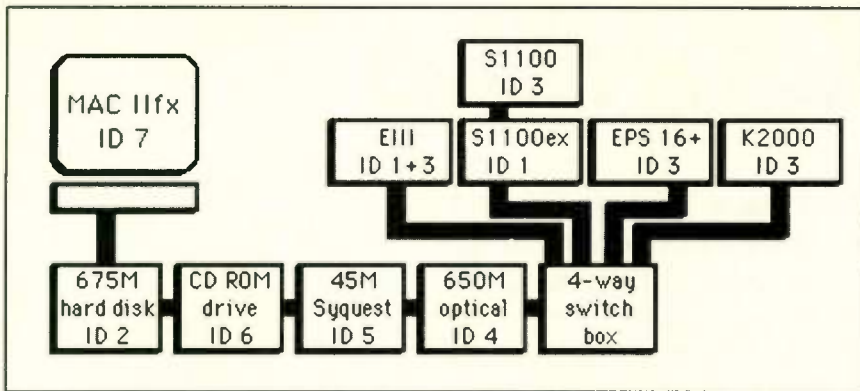 S1100
ID 3
MAC IIfx
ID 7
EIII
ID 1+3
S1100ex
ID 1
EPS 16+
ID 3
K2000
ID 3
675M
hard disk
ID 2
CD ROM
drive
ID 6
45M
Syquest
ID 5
650M
optical
ID 4
4-way
switch
box